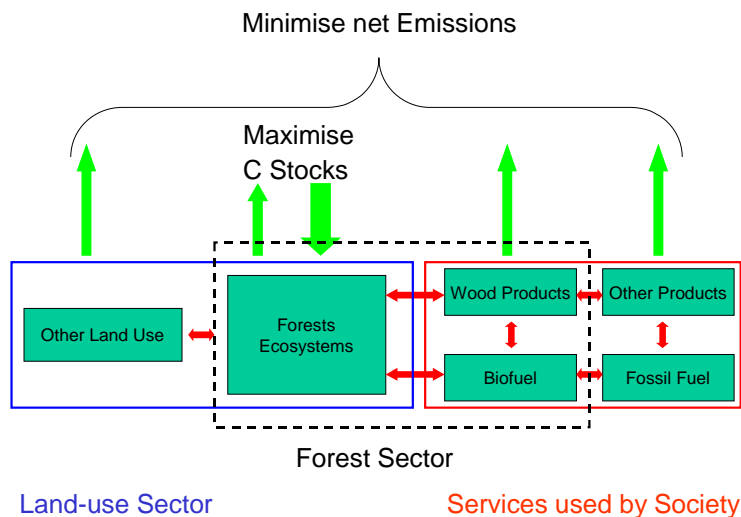 Minimise net Emissions
Maximise
C Stocks
Other Land Use
Forests
Ecosystems
Wood Products
Other Products
Biofuel
Fossil Fuel
Forest Sector
Land-use Sector
Services used by Society